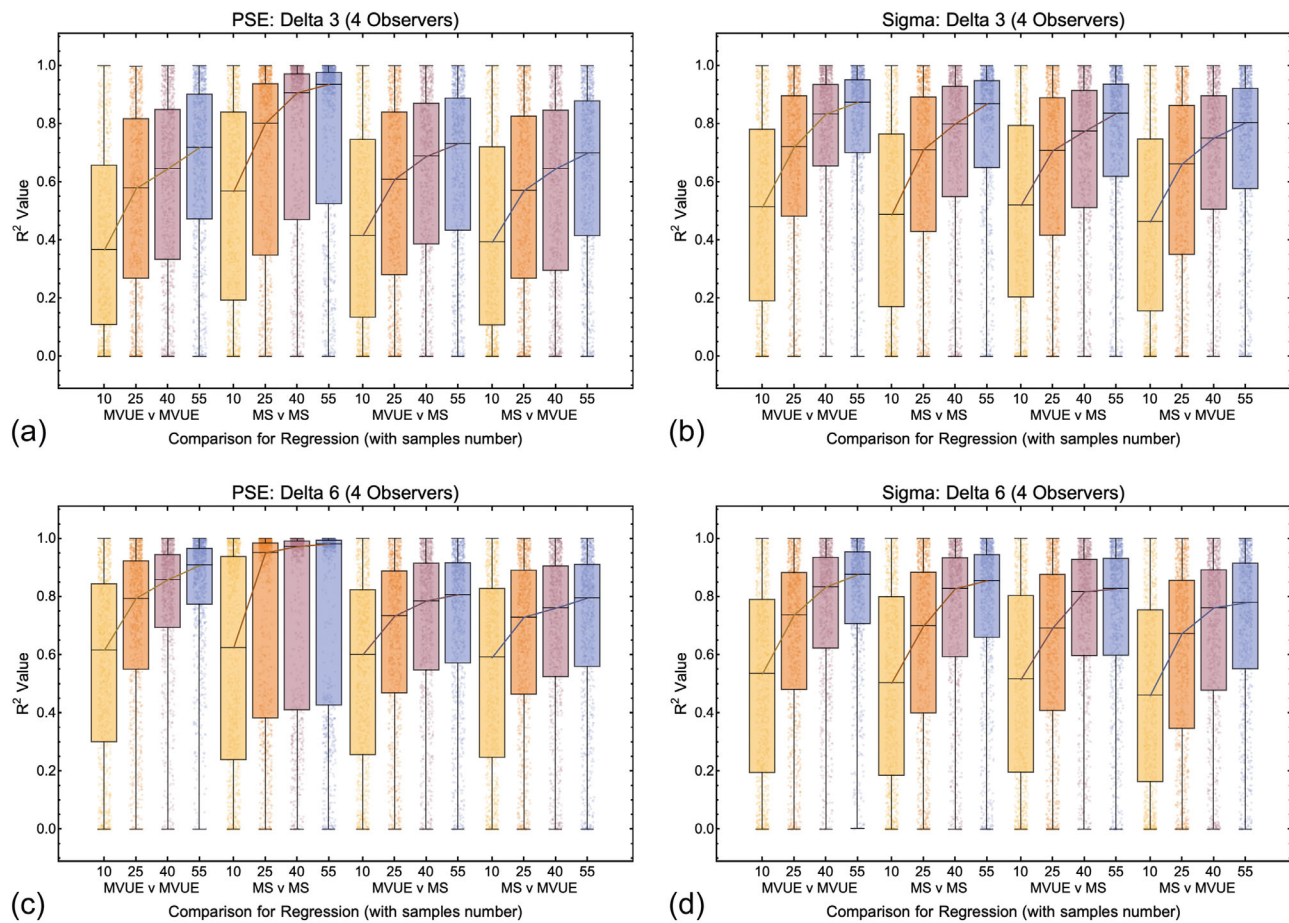 PSE: Delta 3 (4 Observers)
1.0
0.8
0.6
0.4
0.2
0.0
R² Value
10 25 40 55 10 25 40 55 10 25 40 55 10 25 40 55
MVUE v MVUE MS v MS MVUE v MS MS v MVUE
Comparison for Regression (with samples number)
(a)
Sigma: Delta 3 (4 Observers)
1.0
0.8
0.6
0.4
0.2
0.0
R² Value
10 25 40 55 10 25 40 55 10 25 40 55 10 25 40 55
MVUE v MVUE MS v MS MVUE v MS MS v MVUE
Comparison for Regression (with samples number)
(b)
PSE: Delta 6 (4 Observers)
1.0
0.8
0.6
0.4
0.2
0.0
R² Value
10 25 40 55 10 25 40 55 10 25 40 55 10 25 40 55
MVUE v MVUE MS v MS MVUE v MS MS v MVUE
Comparison for Regression (with samples number)
(c)
Sigma: Delta 6 (4 Observers)
1.0
0.8
0.6
0.4
0.2
0.0
R² Value
10 25 40 55 10 25 40 55 10 25 40 55 10 25 40 55
MVUE v MVUE MS v MS MVUE v MS MS v MVUE
Comparison for Regression (with samples number)
(d)